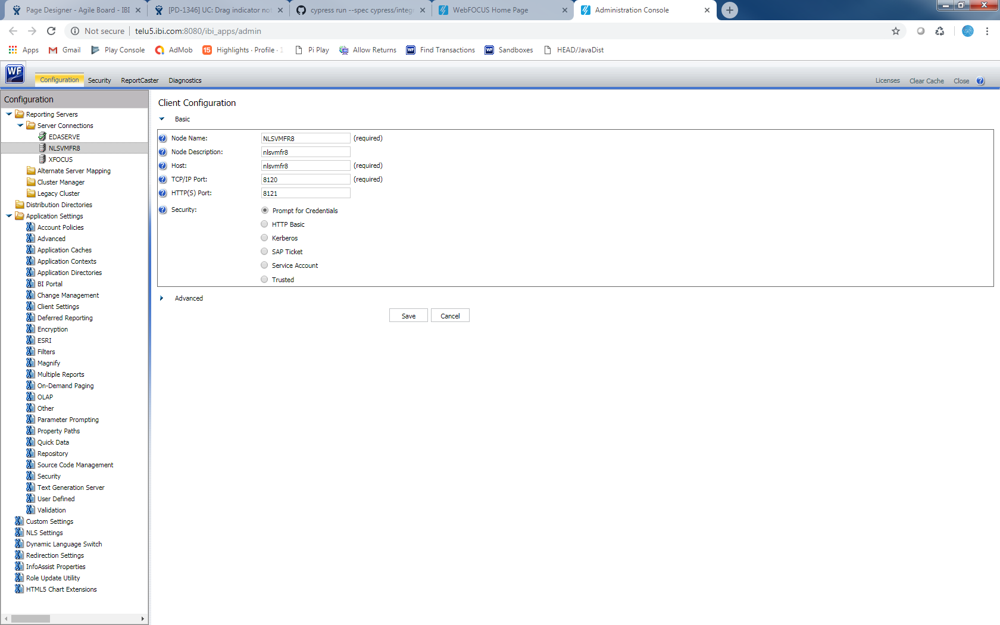 Page Designer - Agile Board - IBI
[PD-1346] UC: Drag indicator not
cypress run --spec cypress/integ
WebFOCUS Home Page
Administration Console
Not secure
telu5.ibi.com:8080/ibi_apps/admin
Apps
Gmail
Play Console
AdMob
15
Highlights - Profile - 1
Pi Play
Allow Returns
WF
Find Transactions
WF
Sandboxes
HEAD/JavaDist
WF
Configuration
Security
ReportCaster
Diagnostics
Licenses
Clear Cache
Close
Configuration
Reporting Servers
Server Connections
EDASERVE
NLSVMFR8
XFOCUS
Alternate Server Mapping
Cluster Manager
Legacy Cluster
Distribution Directories
Application Settings
Account Policies
Advanced
Application Caches
Application Contexts
Application Directories
BI Portal
Change Management
Client Settings
Deferred Reporting
Encryption
ESRI
Filters
Magnify
Multiple Reports
On-Demand Paging
OLAP
Other
Parameter Prompting
Property Paths
Quick Data
Repository
Source Code Management
Security
Text Generation Server
User Defined
Validation
Custom Settings
NLS Settings
Dynamic Language Switch
Redirection Settings
InfoAssist Properties
Role Update Utility
HTML5 Chart Extensions
Client Configuration
Basic
Node Name: NLSVMFR8 (required)
Node Description: nlsvmfr8
Host: nlsvmfr8 (required)
TCP/IP Port: 8120 (required)
HTTP(S) Port: 8121
Security: Prompt for Credentials
HTTP Basic
Kerberos
SAP Ticket
Service Account
Trusted
Advanced
Save
Cancel